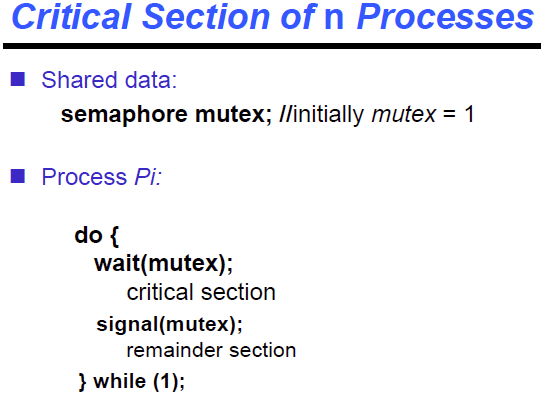 Critical Section of n Processes
Shared data:
semaphore mutex; //initially mutex = 1
Process Pi:
do {
wait(mutex);
critical section
signal(mutex);
remainder section
} while (1);